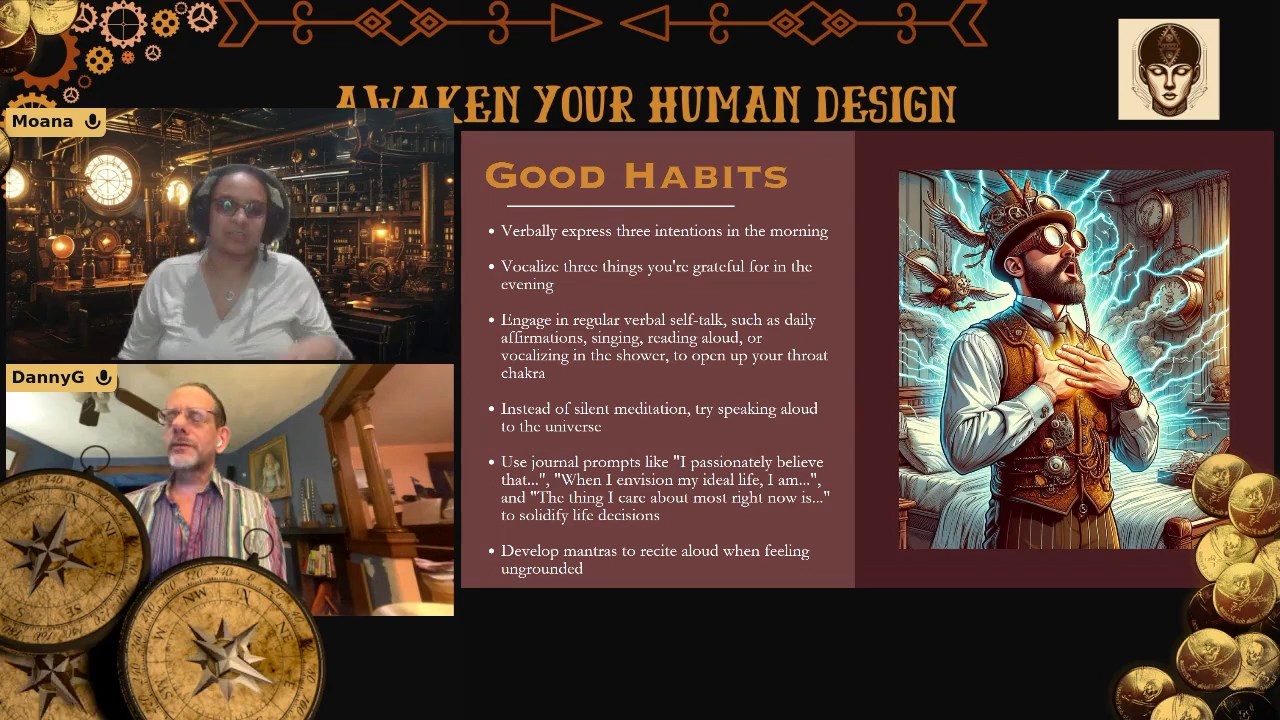 AWAKEN YOUR HUMAN DESIGN
Moana
DannyG
GOOD HABITS
• Verbally express three intentions in the morning
• Vocalize three things you're grateful for in the
evening
• Engage in regular verbal self-talk, such as daily
affirmations, singing, reading aloud, or
vocalizing in the shower, to open up your throat
chakra
• Instead of silent meditation, try speaking aloud
to the universe
• Use journal prompts like "I passionately believe
that...", "When I envision my ideal life, I am...",
and "The thing I care about most right now is..."
to solidify life decisions
• Develop mantras to recite aloud when feeling
ungrounded